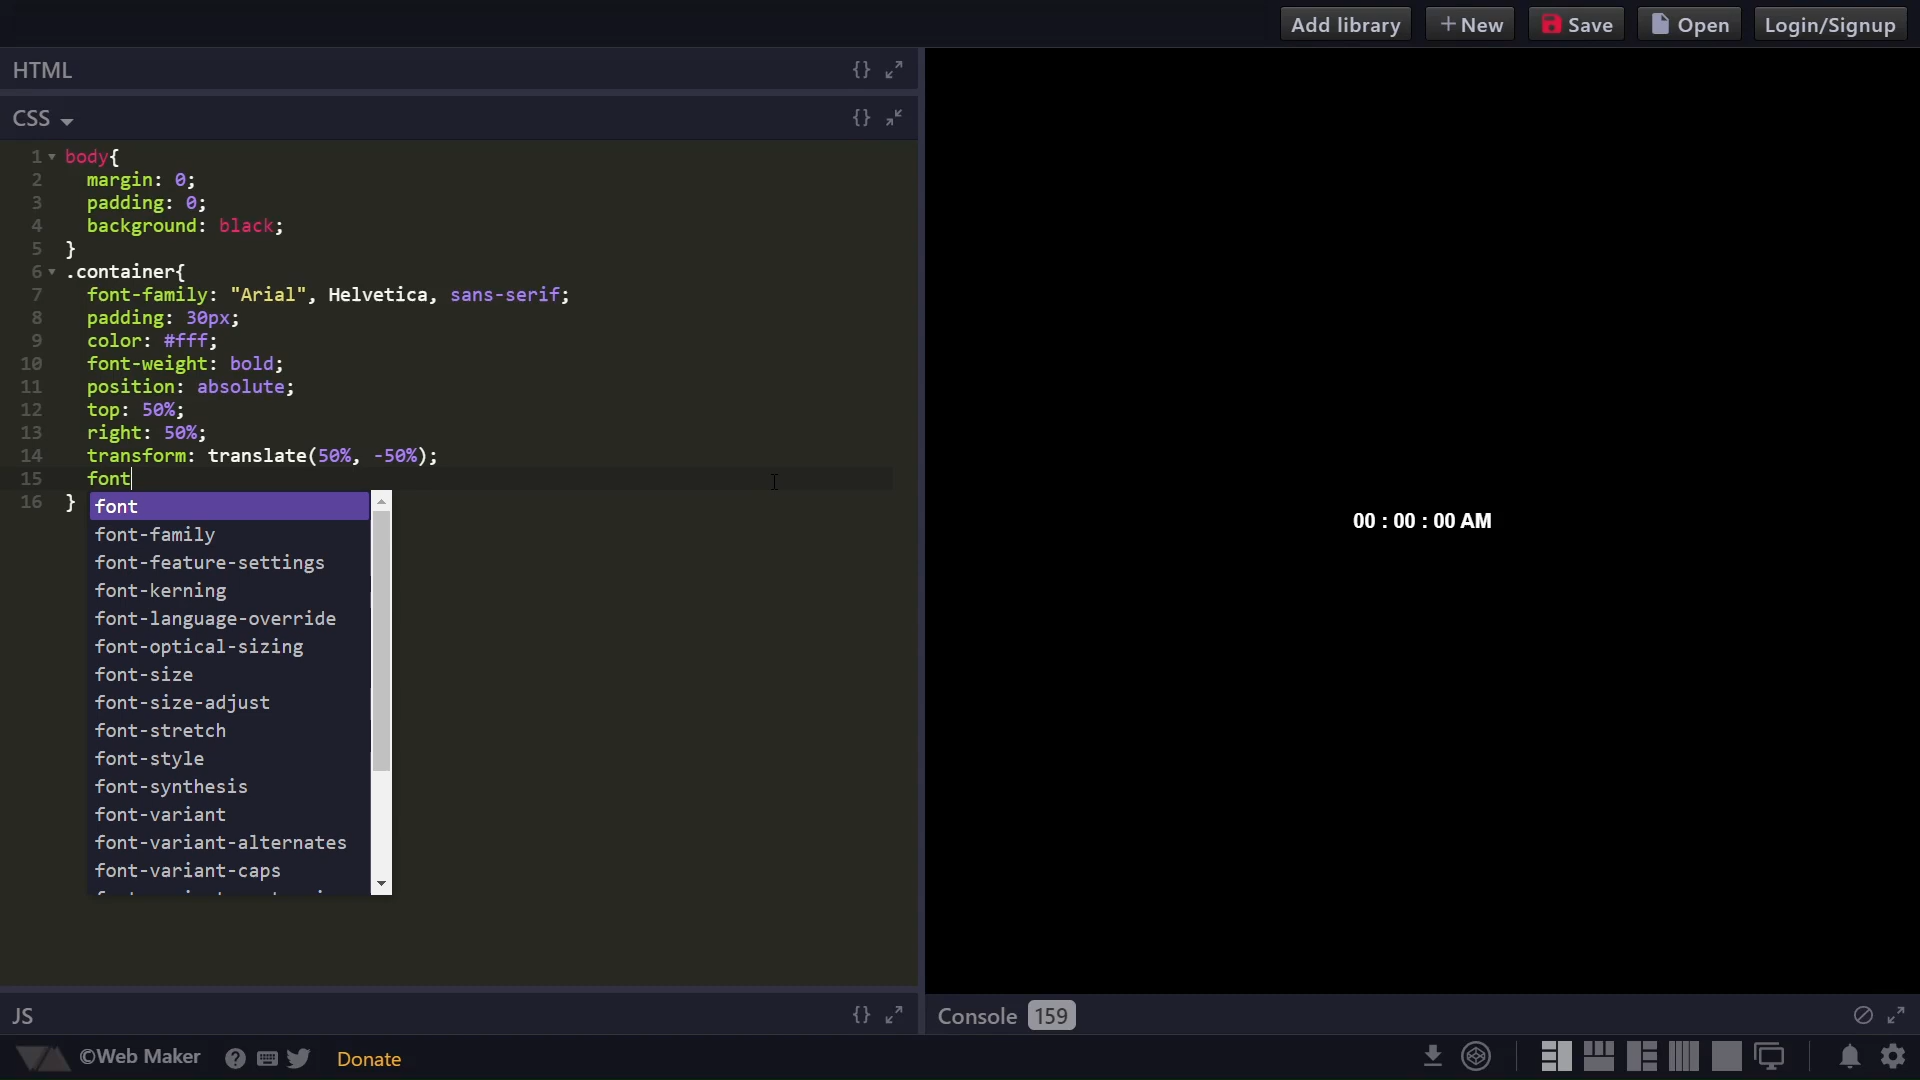 Add library
+ New
Save
Open
Login/Signup
HTML
{}
CSS
{}
1 body{
2 margin: 0;
3 padding: 0;
4 background: black;
5 }
6 .container{
7 font-family: "Arial", Helvetica, sans-serif;
8 padding: 30px;
9 color: #fff;
10 font-weight: bold;
11 position: absolute;
12 top: 50%;
13 right: 50%;
14 transform: translate(50%, -50%);
15 font
16 }
font
font-family
font-feature-settings
font-kerning
font-language-override
font-optical-sizing
font-size
font-size-adjust
font-stretch
font-style
font-synthesis
font-variant
font-variant-alternates
font-variant-caps
00 : 00 : 00 AM
JS
{}
Console 159
©Web Maker
?
Donate